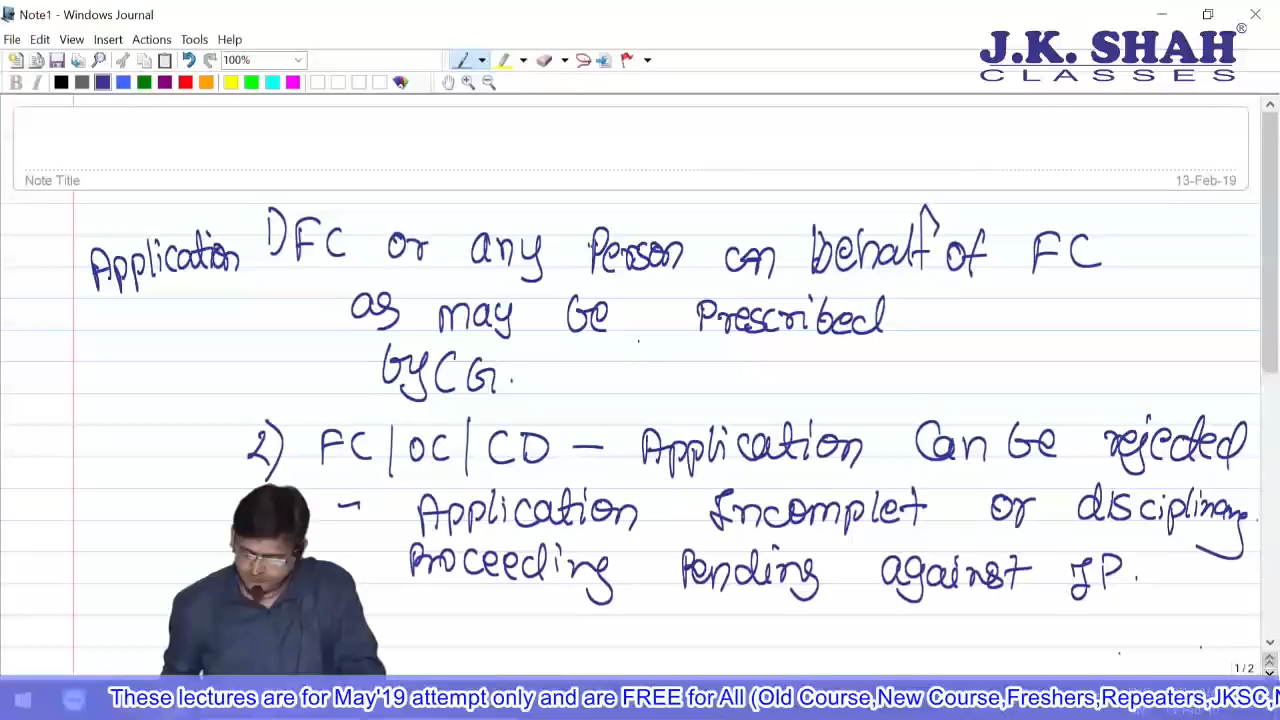 Note1 - Windows Journal
File Edit View Insert Actions Tools Help
100%
J.K. SHAH ®
CLASSES
B I
Note Title
13-Feb-19
Application 1) FC or any Person on behalf of FC
as may be Prescribed
by CG.
2) FC/OC/CD - Application Can be rejected
- Application Incomplet or disciplinary
Proceeding Pending against IP.
1 / 2
These lectures are for May'19 attempt only and are FREE for All (Old Course,New Course,Freshers,Repeaters,JKSC,N